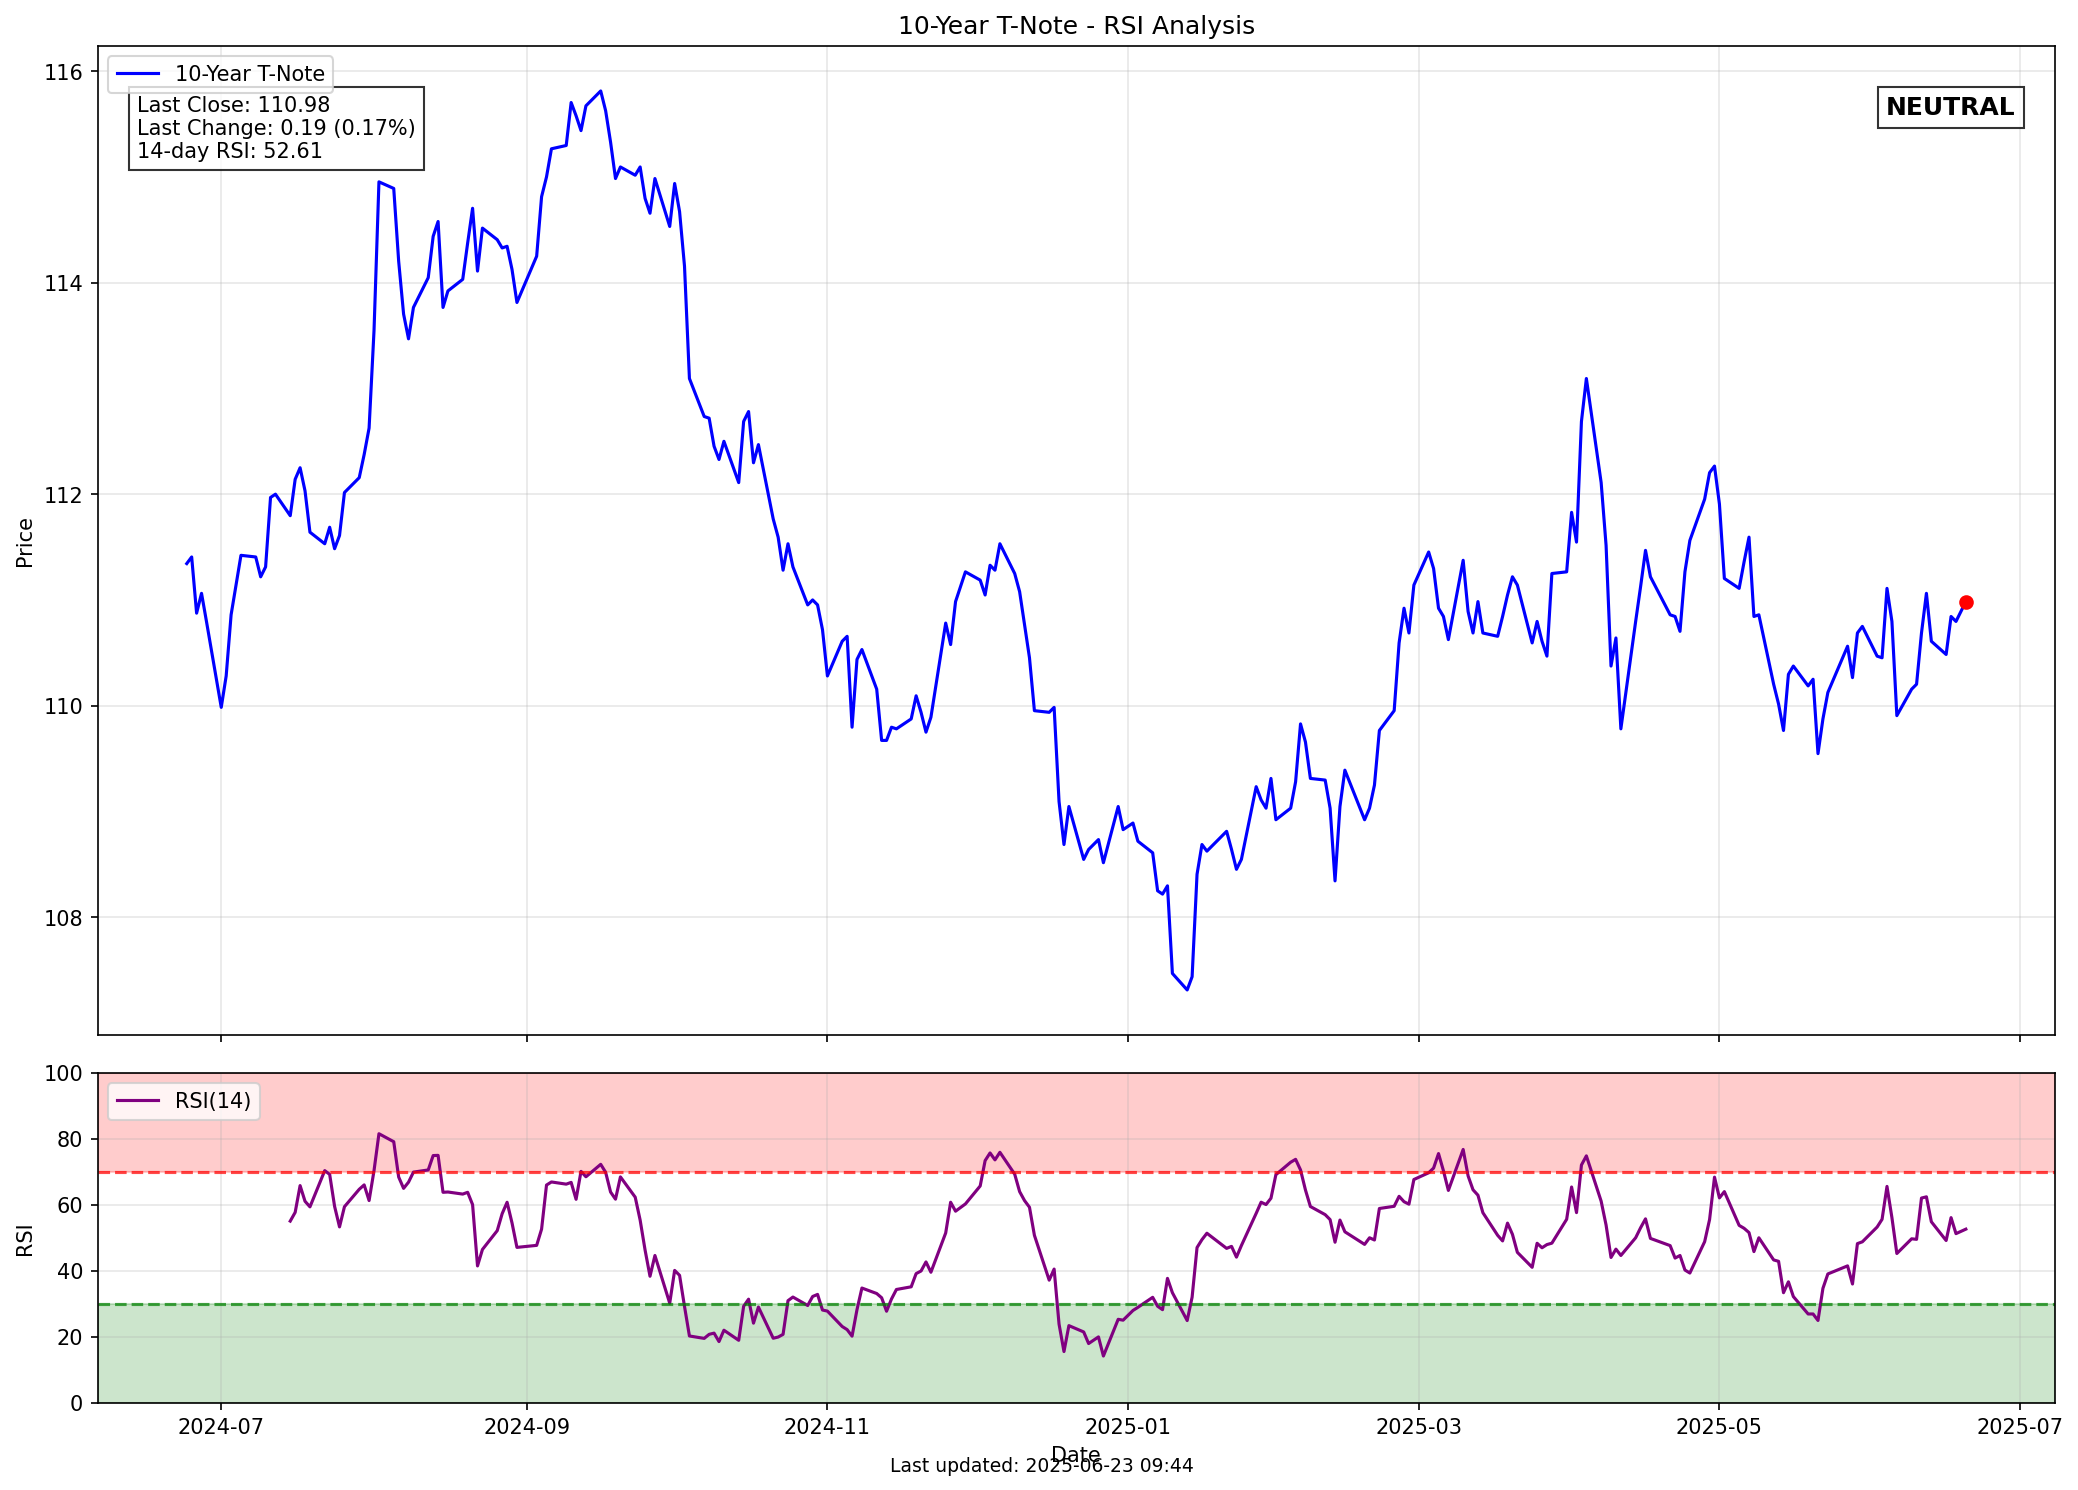 10-Year T-Note - RSI Analysis
10-Year T-Note
Last Close: 110.98
Last Change: 0.19 (0.17%)
14-day RSI: 52.61
NEUTRAL
Price
116
114
112
110
108
RSI(14)
RSI
100
80
60
40
20
0
2024-07
2024-09
2024-11
2025-01
2025-03
2025-05
2025-07
Date
Last updated: 2025-06-23 09:44